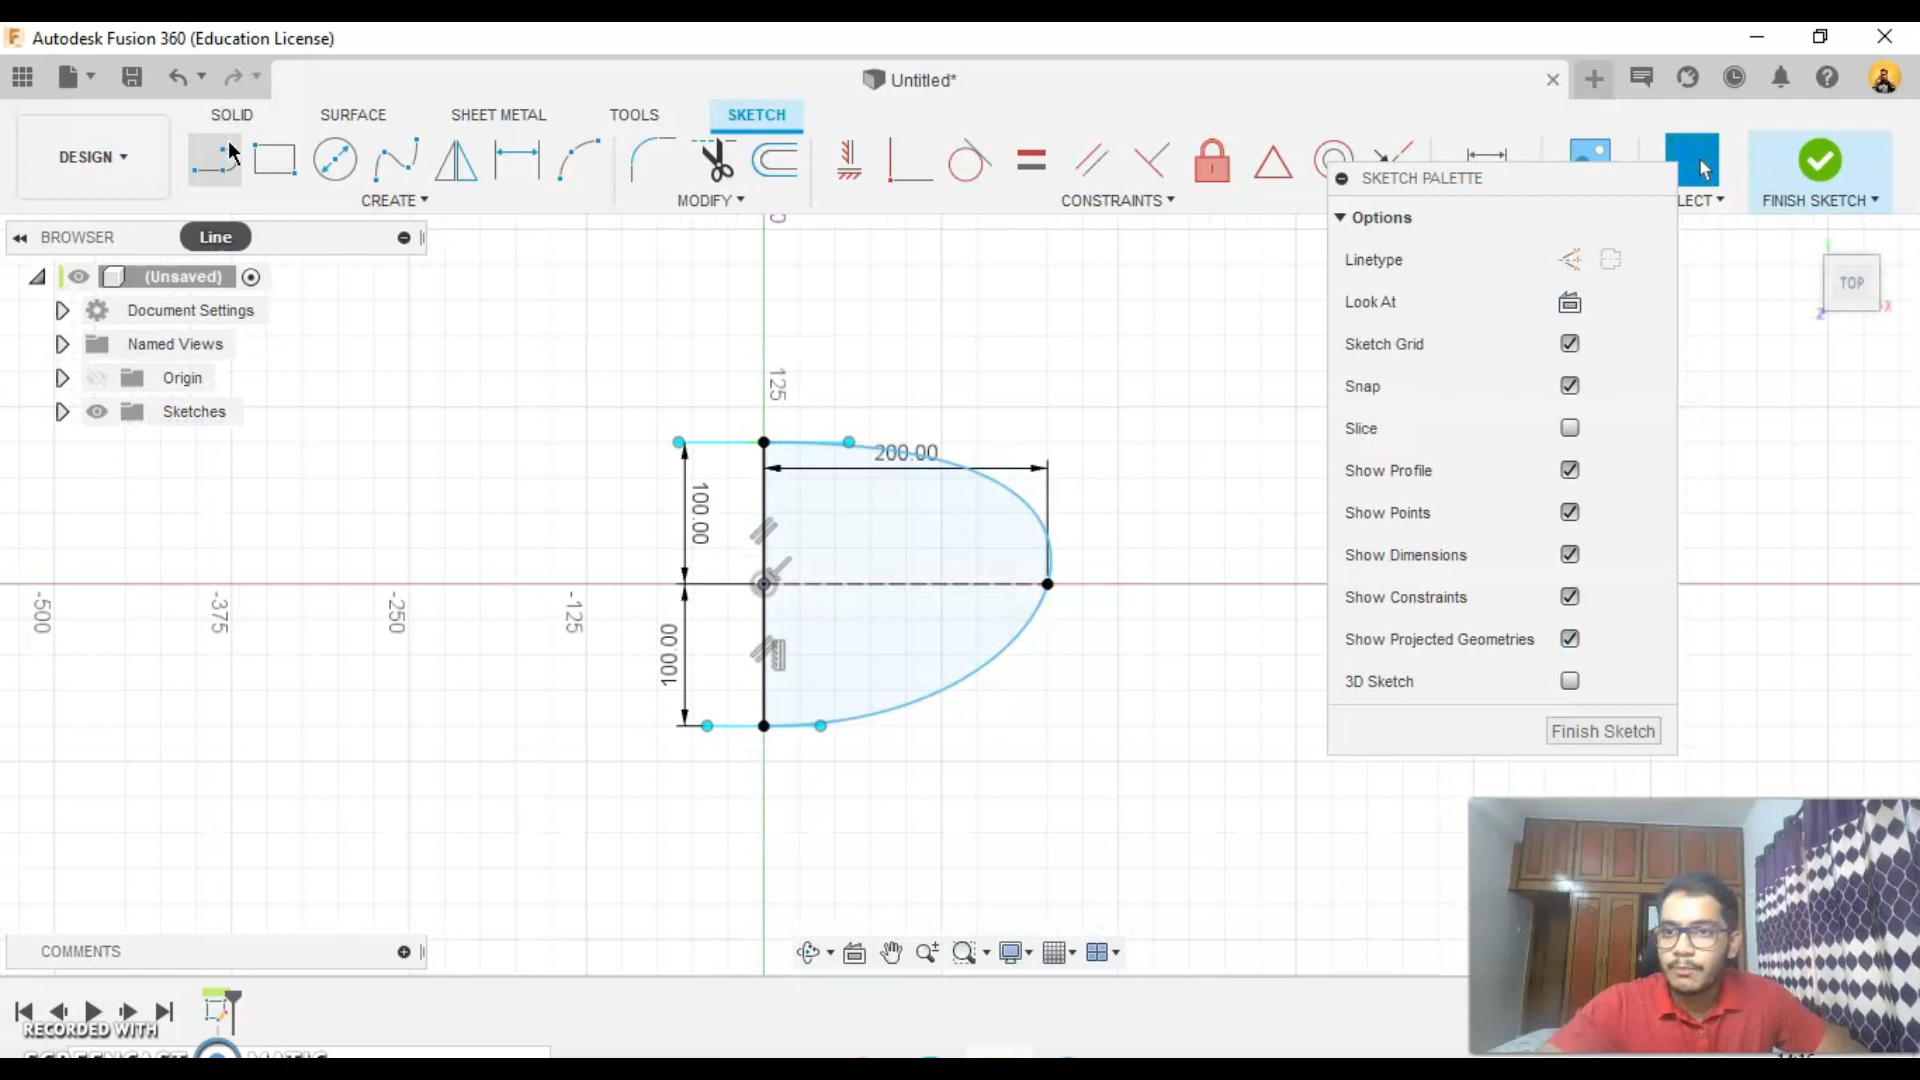 Autodesk Fusion 360 (Education License)
Untitled*
SOLID
SURFACE
SHEET METAL
TOOLS
SKETCH
DESIGN
CREATE
MODIFY
CONSTRAINTS
LECT
FINISH SKETCH
BROWSER
Line
(Unsaved)
Document Settings
Named Views
Origin
Sketches
SKETCH PALETTE
Options
Linetype
Look At
Sketch Grid
Snap
Slice
Show Profile
Show Points
Show Dimensions
Show Constraints
Show Projected Geometries
3D Sketch
Finish Sketch
TOP
X
Z
125
200.00
100.00
100.00
-500
-375
-250
-125
COMMENTS
RECORDED WITH